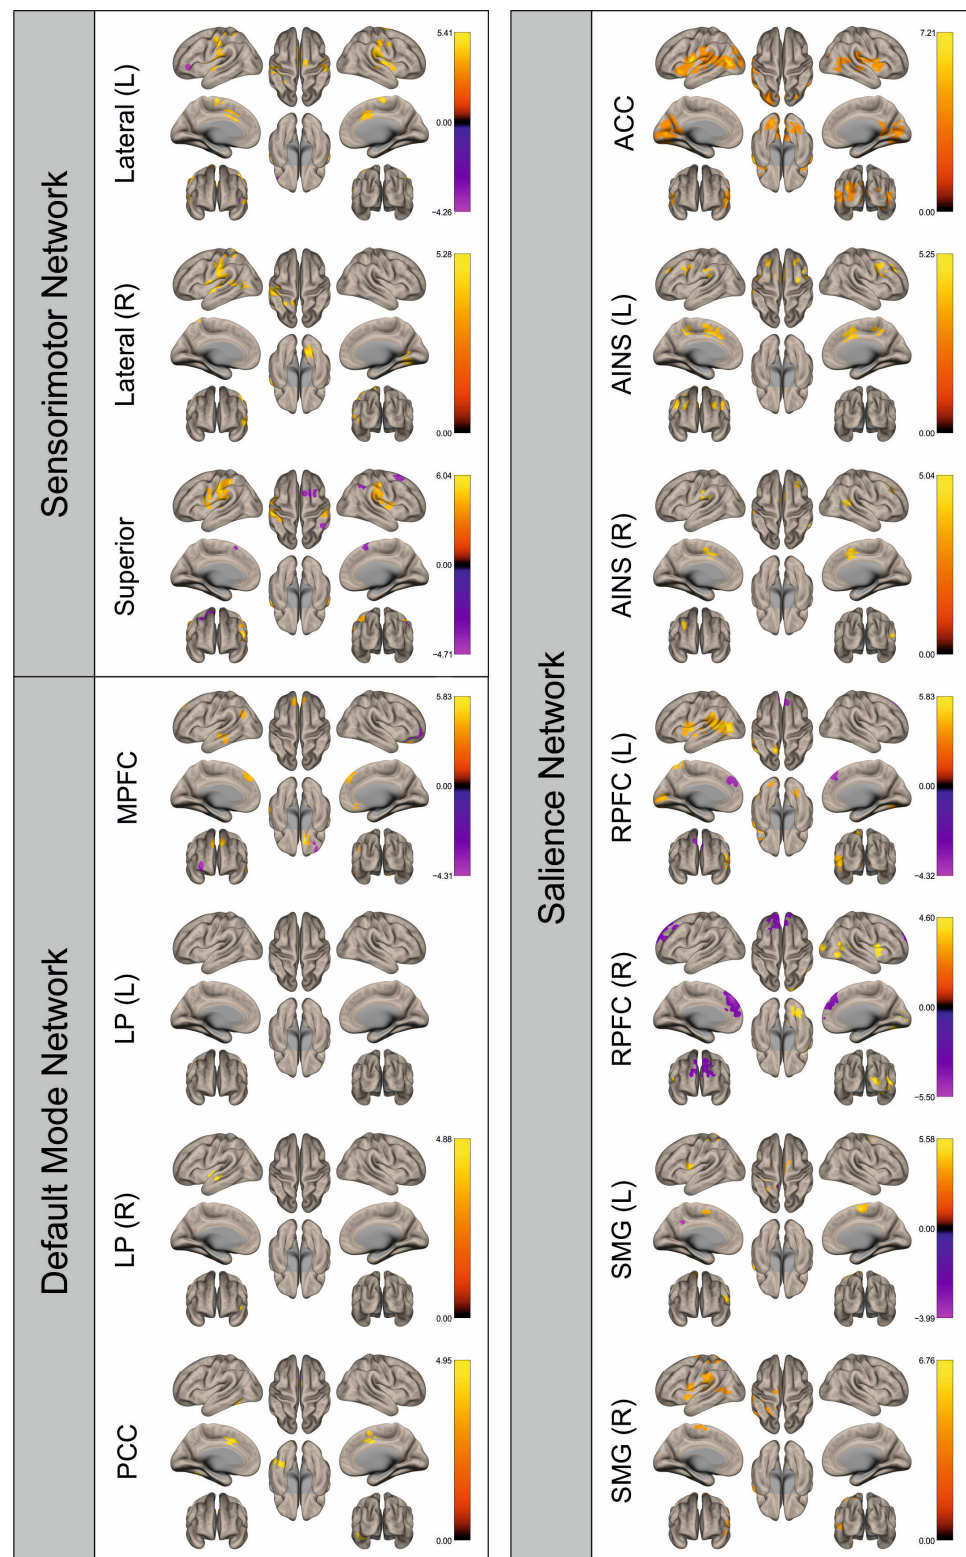 Sensorimotor Network
Lateral (L)
5.41
0.00
−4.26
Lateral (R)
5.28
0.00
Superior
6.04
0.00
−4.71
Default Mode Network
MPFC
5.83
0.00
−4.31
LP (L)
LP (R)
4.88
0.00
PCC
4.95
0.00
Salience Network
ACC
7.21
0.00
AINS (L)
5.25
0.00
AINS (R)
5.04
0.00
RPFC (L)
5.83
0.00
−4.32
RPFC (R)
4.60
0.00
−5.50
SMG (L)
5.58
0.00
−3.99
SMG (R)
6.76
0.00